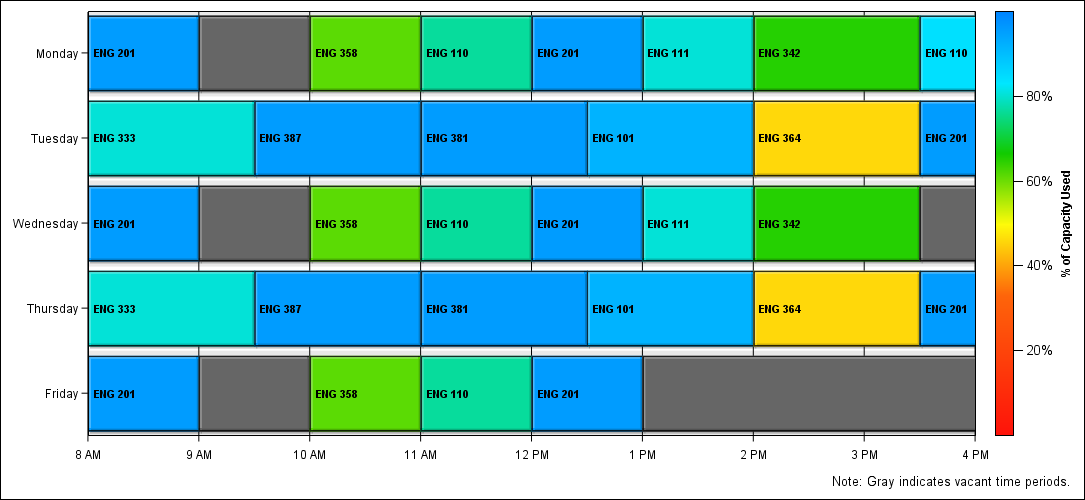 Monday ENG 201 ENG 358 ENG 110 ENG 201 ENG 111 ENG 342 ENG 110
80%
Tuesday ENG 333 ENG 387 ENG 381 ENG 101 ENG 364 ENG 201
60%
% of Capacity Used
Wednesday ENG 201 ENG 358 ENG 110 ENG 201 ENG 111 ENG 342
40%
Thursday ENG 333 ENG 387 ENG 381 ENG 101 ENG 364 ENG 201
20%
Friday ENG 201 ENG 358 ENG 110 ENG 201
8 AM 9 AM 10 AM 11 AM 12 PM 1 PM 2 PM 3 PM 4 PM
Note: Gray indicates vacant time periods.